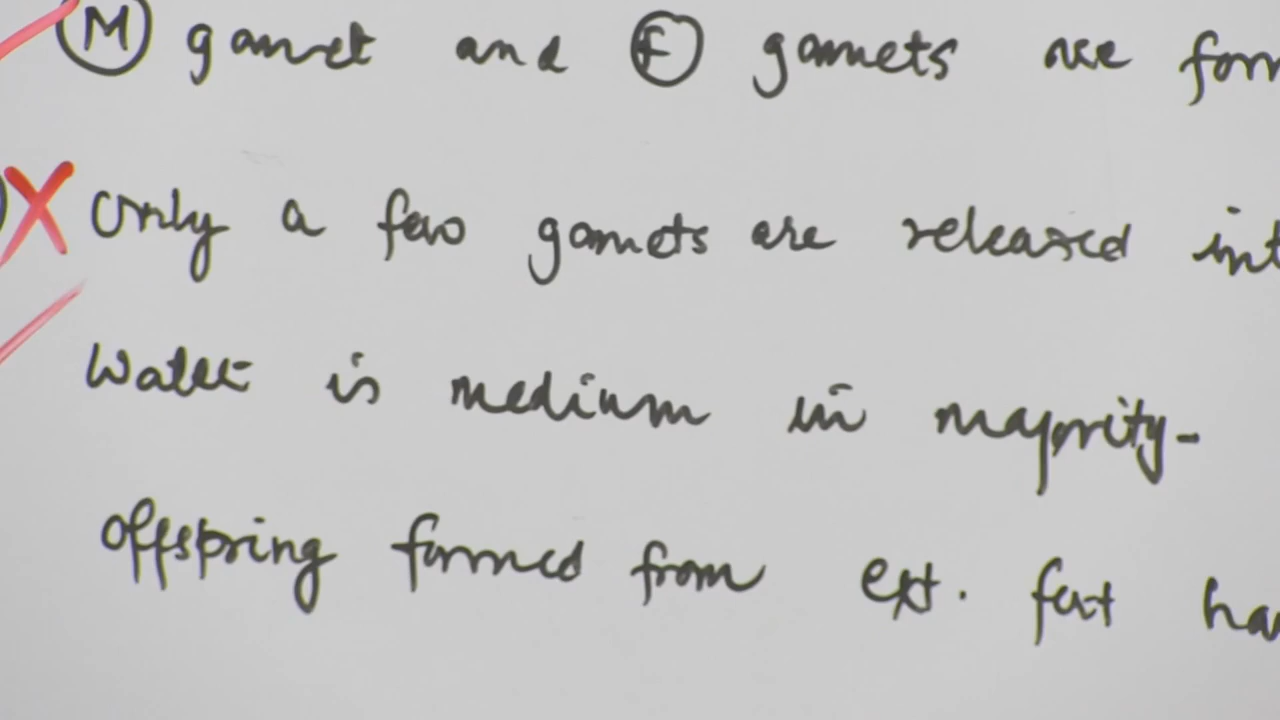 M gamet and F gamets are form
X Only a few gamets are released int
Water is medium in majority-
offspring formed from ext. fert ha